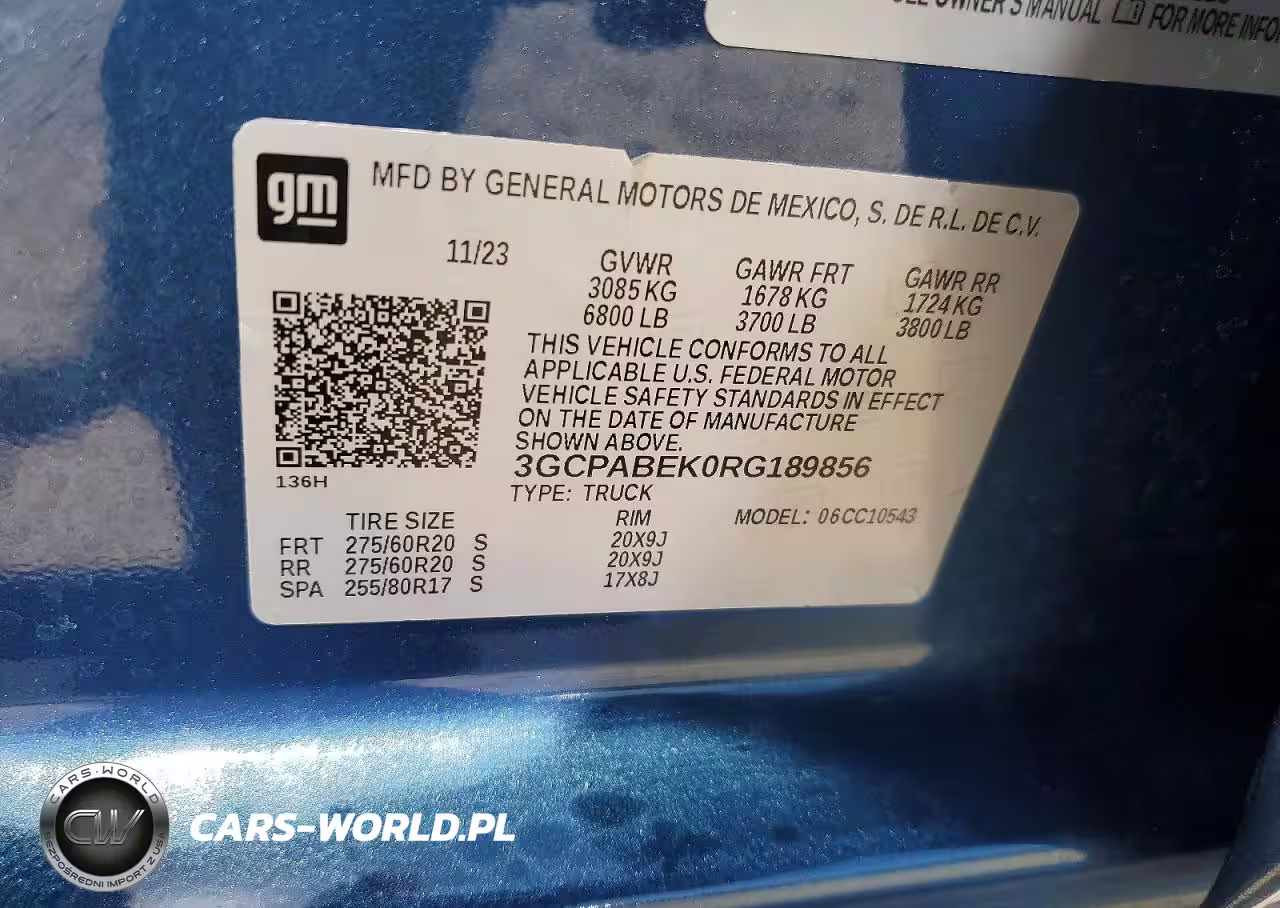 OWNER'S MANUAL FOR MORE
gm
MFD BY GENERAL MOTORS DE MEXICO, S. DE R.L. DE C.V.
11/23
GVWR GAWR FRT GAWR RR
3085 KG 1678 KG 1724 KG
6800 LB 3700 LB 3800 LB
THIS VEHICLE CONFORMS TO ALL
APPLICABLE U.S. FEDERAL MOTOR
VEHICLE SAFETY STANDARDS IN EFFECT
ON THE DATE OF MANUFACTURE
SHOWN ABOVE.
3GCPABEK0RG189856
136H
TYPE: TRUCK
TIRE SIZE RIM MODEL: 06CC10543
FRT 275/60R20 S 20X9J
RR 275/60R20 S 20X9J
SPA 255/80R17 S 17X8J
CARS-WORLD
CW
BEZPOŚREDNI IMPORT Z USA
CARS-WORLD.PL